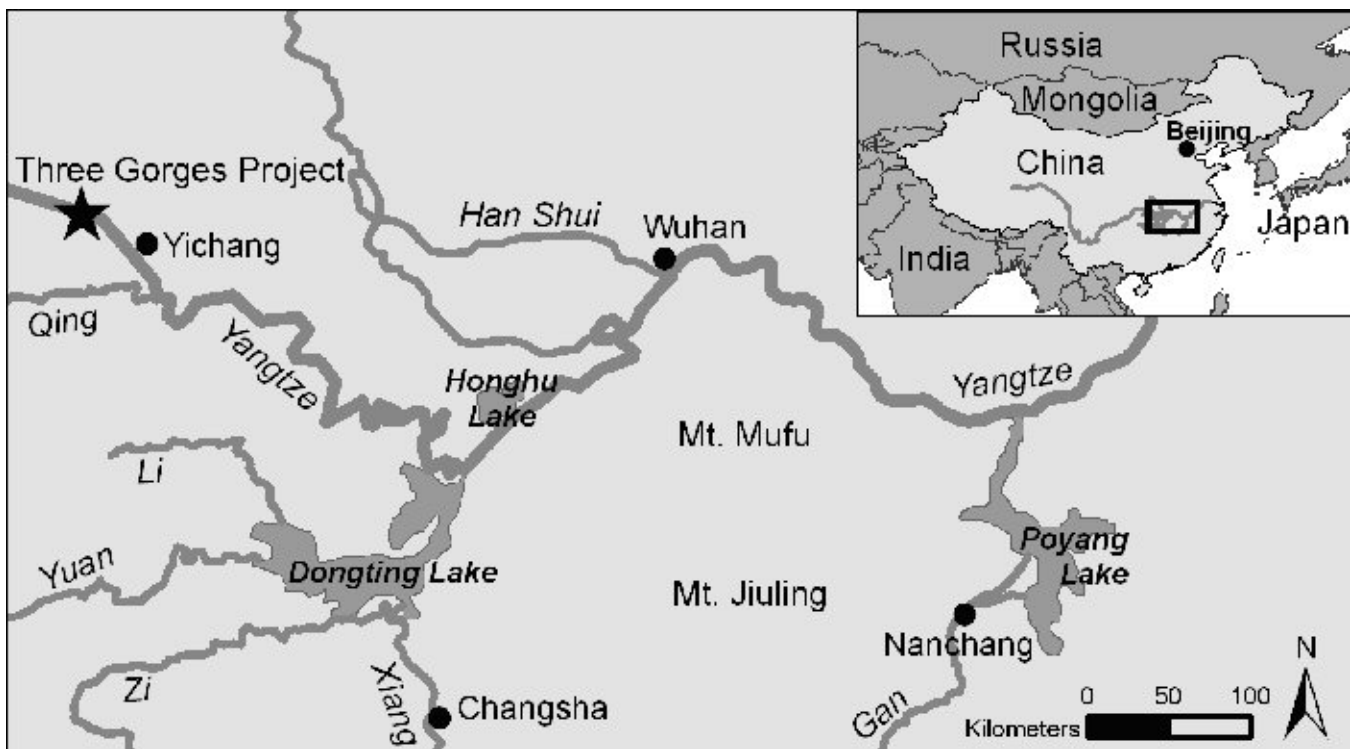 Russia
Mongolia
Beijing
China
Japan
India
Three Gorges Project
Yichang
Han Shui
Wuhan
Qing
Yangtze
Honghu
Lake
Yangtze
Mt. Mufu
Li
Yuan
Dongting Lake
Poyang
Lake
Mt. Jiuling
Nanchang
Zi
Xiang
Changsha
Gan
N
0 50 100
Kilometers